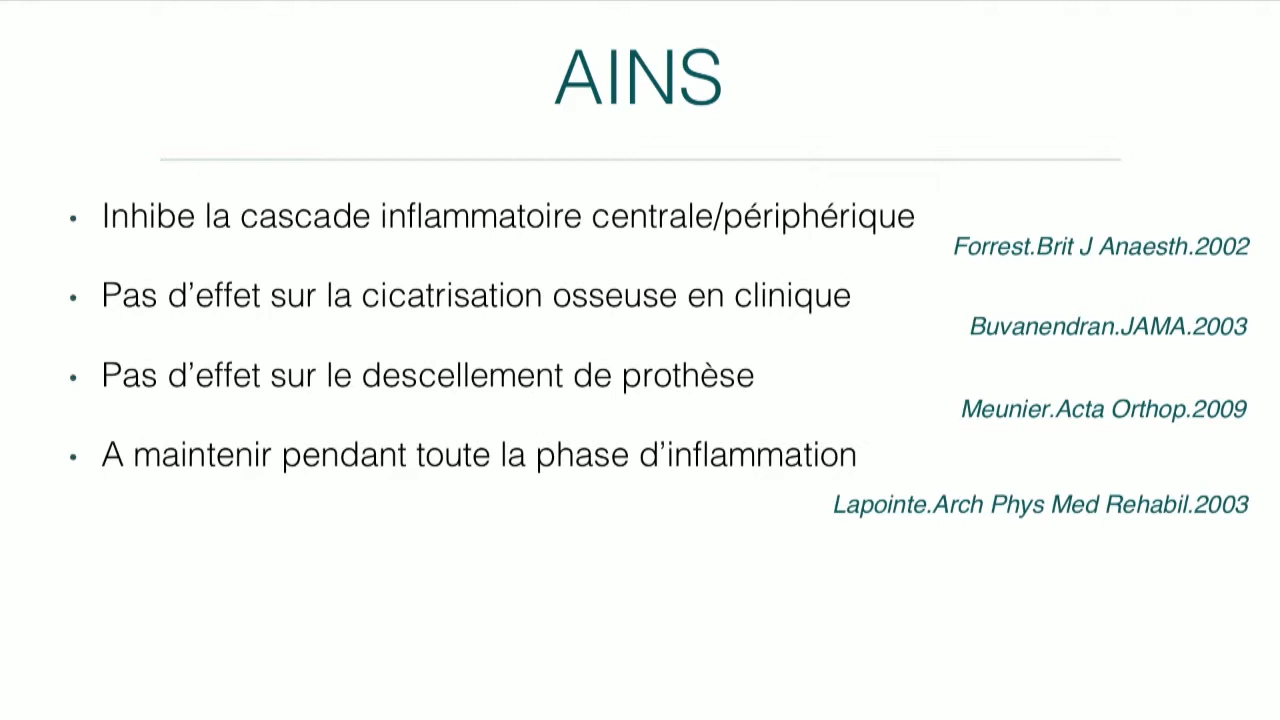 AINS
• Inhibe la cascade inflammatoire centrale/périphérique
Forrest.Brit J Anaesth.2002
• Pas d’effet sur la cicatrisation osseuse en clinique
Buvanendran.JAMA.2003
• Pas d’effet sur le descellement de prothèse
Meunier.Acta Orthop.2009
• A maintenir pendant toute la phase d’inflammation
Lapointe.Arch Phys Med Rehabil.2003